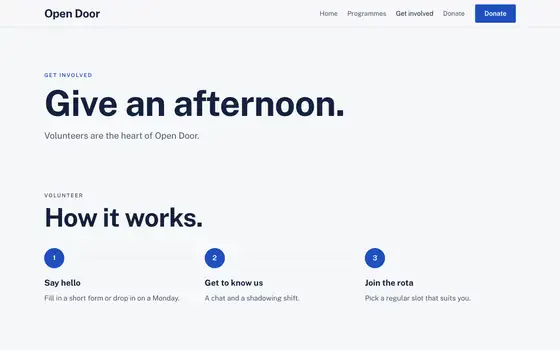 Open Door
Home Programmes Get involved Donate Donate
GET INVOLVED
Give an afternoon.
Volunteers are the heart of Open Door.
VOLUNTEER
How it works.
1 2 3
Say hello Get to know us Join the rota
Fill in a short form or drop in on a Monday. A chat and a shadowing shift. Pick a regular slot that suits you.